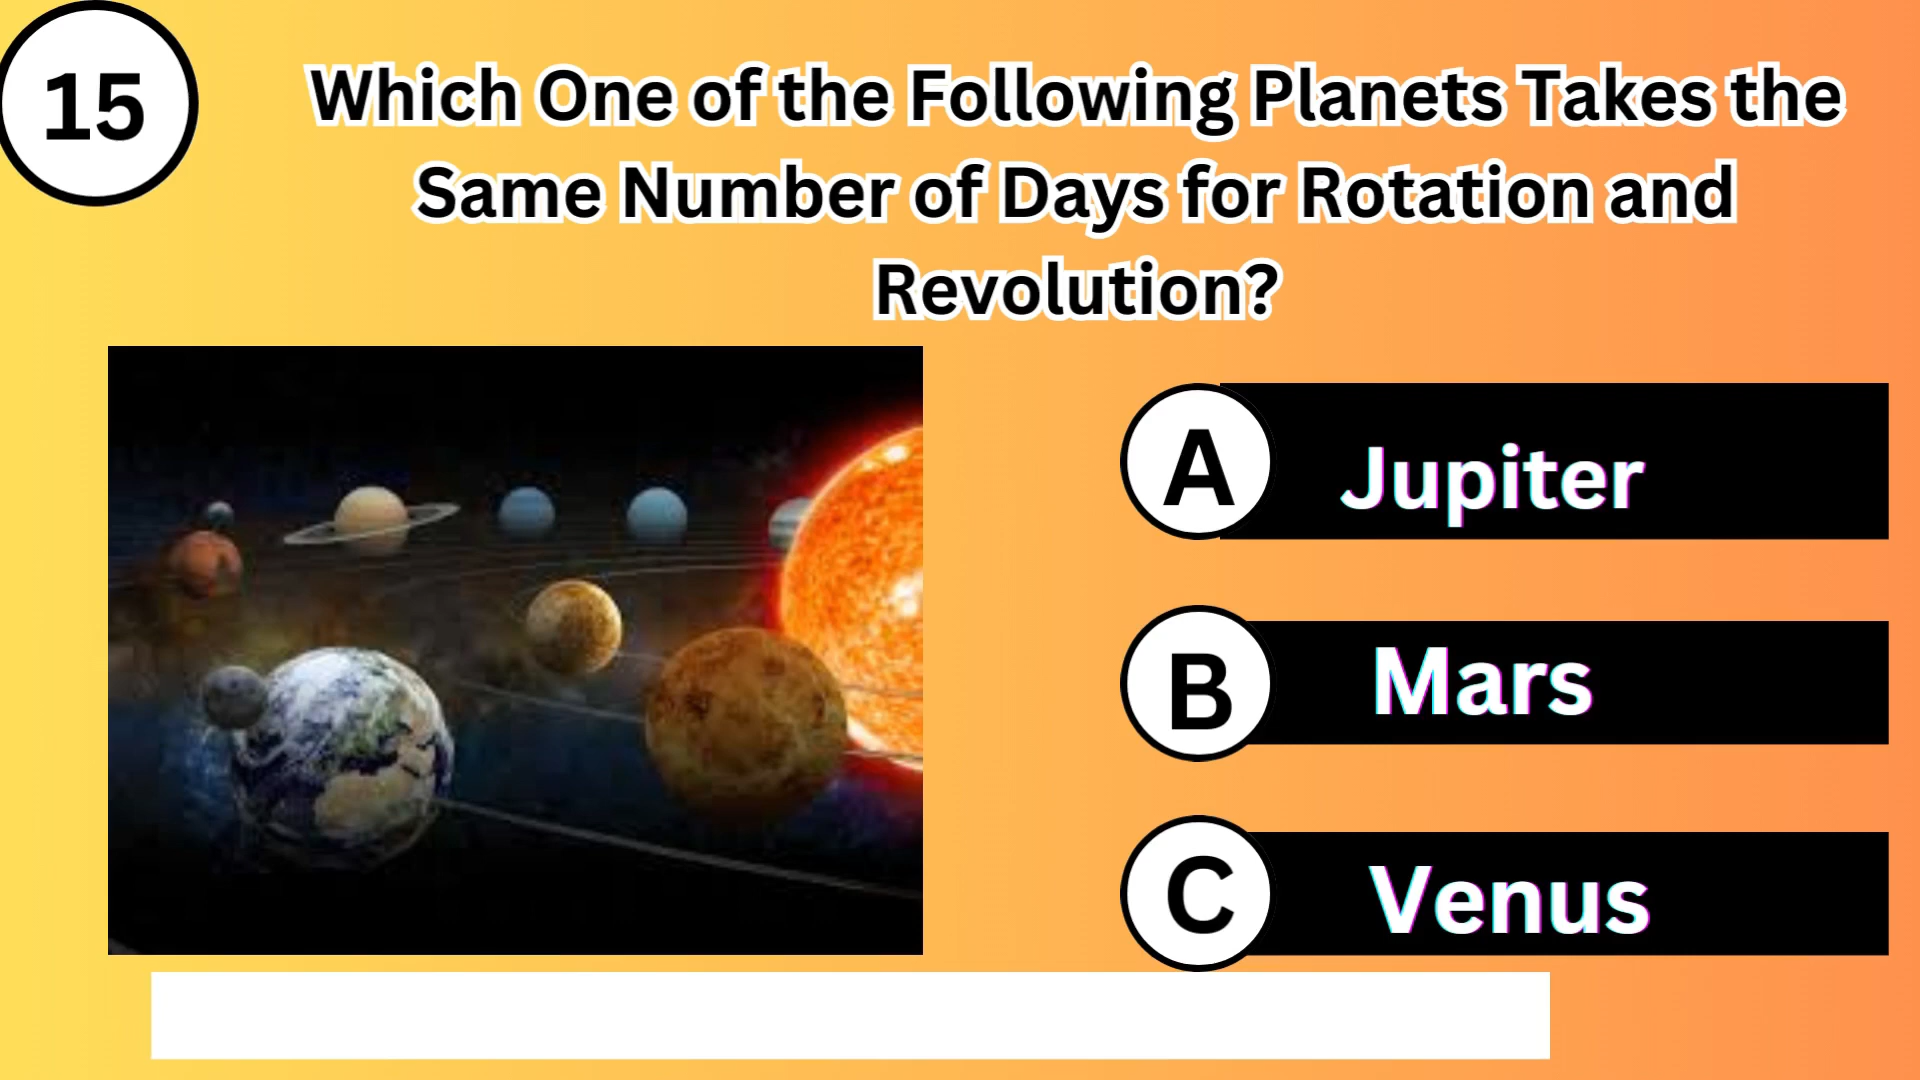 15
Which One of the Following Planets Takes the
Same Number of Days for Rotation and
Revolution?
A Jupiter
B Mars
C Venus